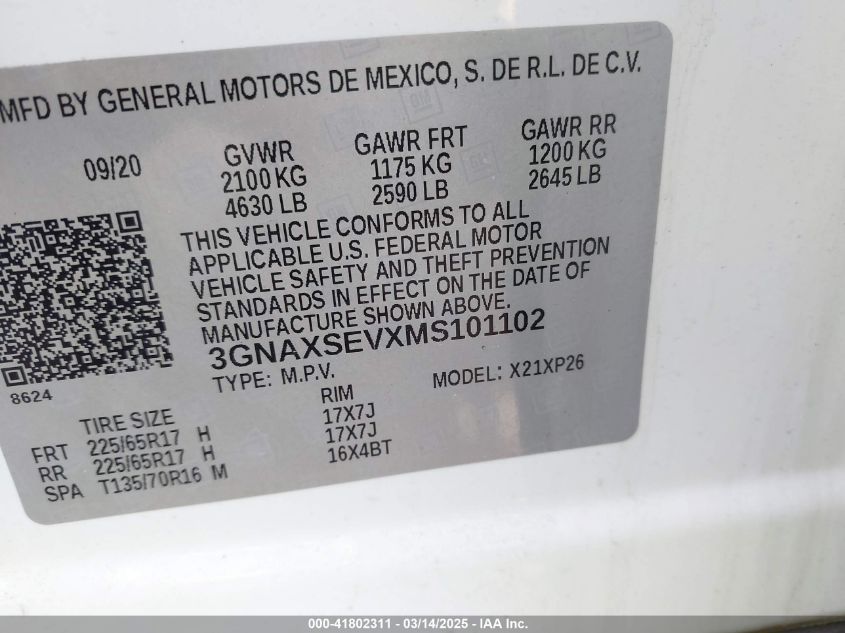 MFD BY GENERAL MOTORS DE MEXICO, S. DE R.L. DE C.V.
09/20 GVWR GAWR FRT GAWR RR
2100 KG 1175 KG 1200 KG
4630 LB 2590 LB 2645 LB
THIS VEHICLE CONFORMS TO ALL
APPLICABLE U.S. FEDERAL MOTOR
VEHICLE SAFETY AND THEFT PREVENTION
STANDARDS IN EFFECT ON THE DATE OF
MANUFACTURE SHOWN ABOVE.
3GNAXSEVXMS101102
TYPE: M.P.V. MODEL: X21XP26
8624
TIRE SIZE RIM
FRT 225/65R17 H 17X7J
RR 225/65R17 H 17X7J
SPA T135/70R16 M 16X4BT
000-41802311 - 03/14/2025 - IAA Inc.